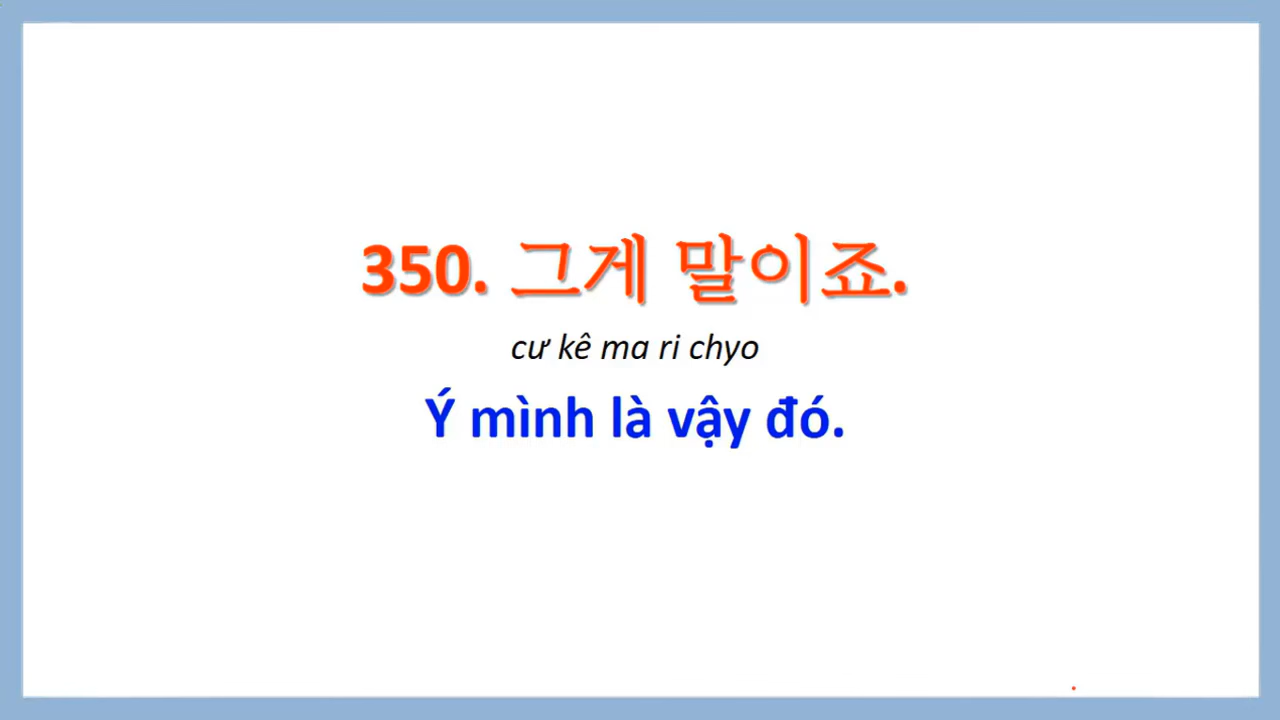 350. 그게 말이죠.
cư kê ma ri chyo
Ý mình là vậy đó.